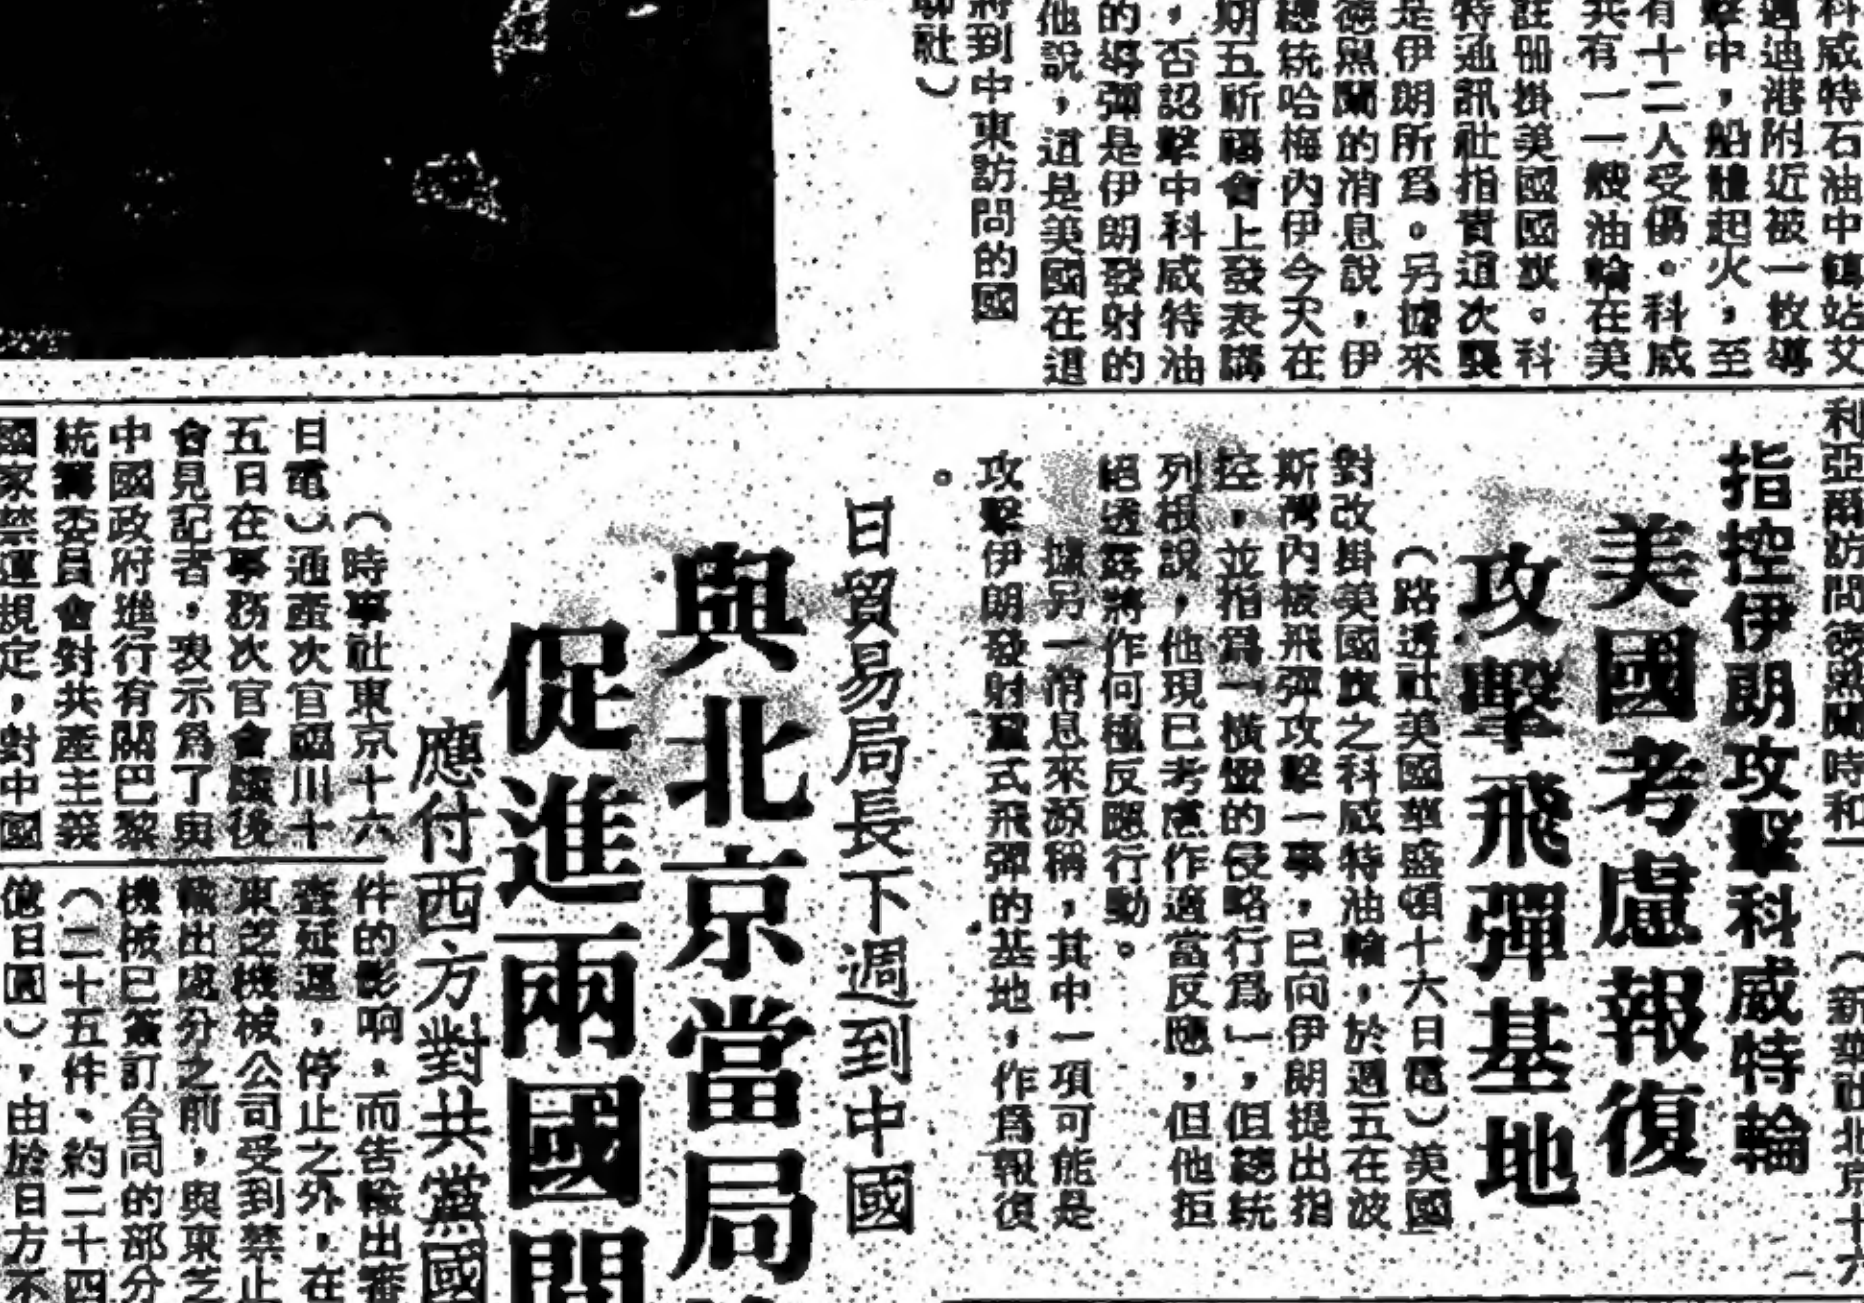 科威特石油中轉站艾
過迪港附近被一枚導
擊中，船體起火，至
有十二人受傷。科威
共有一一艘油輪在美
註册掛美國國旗。科
特通訊社指責這次襲
是伊朗所爲。另據來
德黑蘭的消息說，伊
總統哈梅內伊今天在
期五祈禱會上發表講
，否認擊中科威特油
的導彈是伊朗發射的
他說，這是美國在這
將到中東訪問的國
聯社）
利亞爾訪問德黑蘭時和
（新華社北京十六
指控伊朗攻擊科威特輪
美國考慮報復
攻擊飛彈基地
（路透社美國華盛頓十六日電）美國
對改掛美國旗之科威特油輪，於週五在波
斯灣內被飛彈攻擊一事，已向伊朗提出指
控，並指爲「橫蠻的侵略行爲」，但總統
列根說，他現已考慮作適當反應，但他拒
絕透露將作何種反應行動。
據另一消息來源稱，其中一項可能是
攻擊伊朗發射蠶式飛彈的基地，作爲報復
。
日貿易局長下週到中國
與北京當局
促進兩國間
應付西方對共黨國
（時事社東京十六
日電）通產次官福川十
五日在事務次官會議後
會見記者，表示爲了與
中國政府進行有關巴黎
統籌委員會對共產主義
國家禁運規定，對中國
件的影响，而告輸出審
查延遲，停止之外，在
東芝機械公司受到禁止
輸出處分之前，與東芝
機械已簽訂合同的部分
（二十五件、約二十四
億日圓），由於日方不